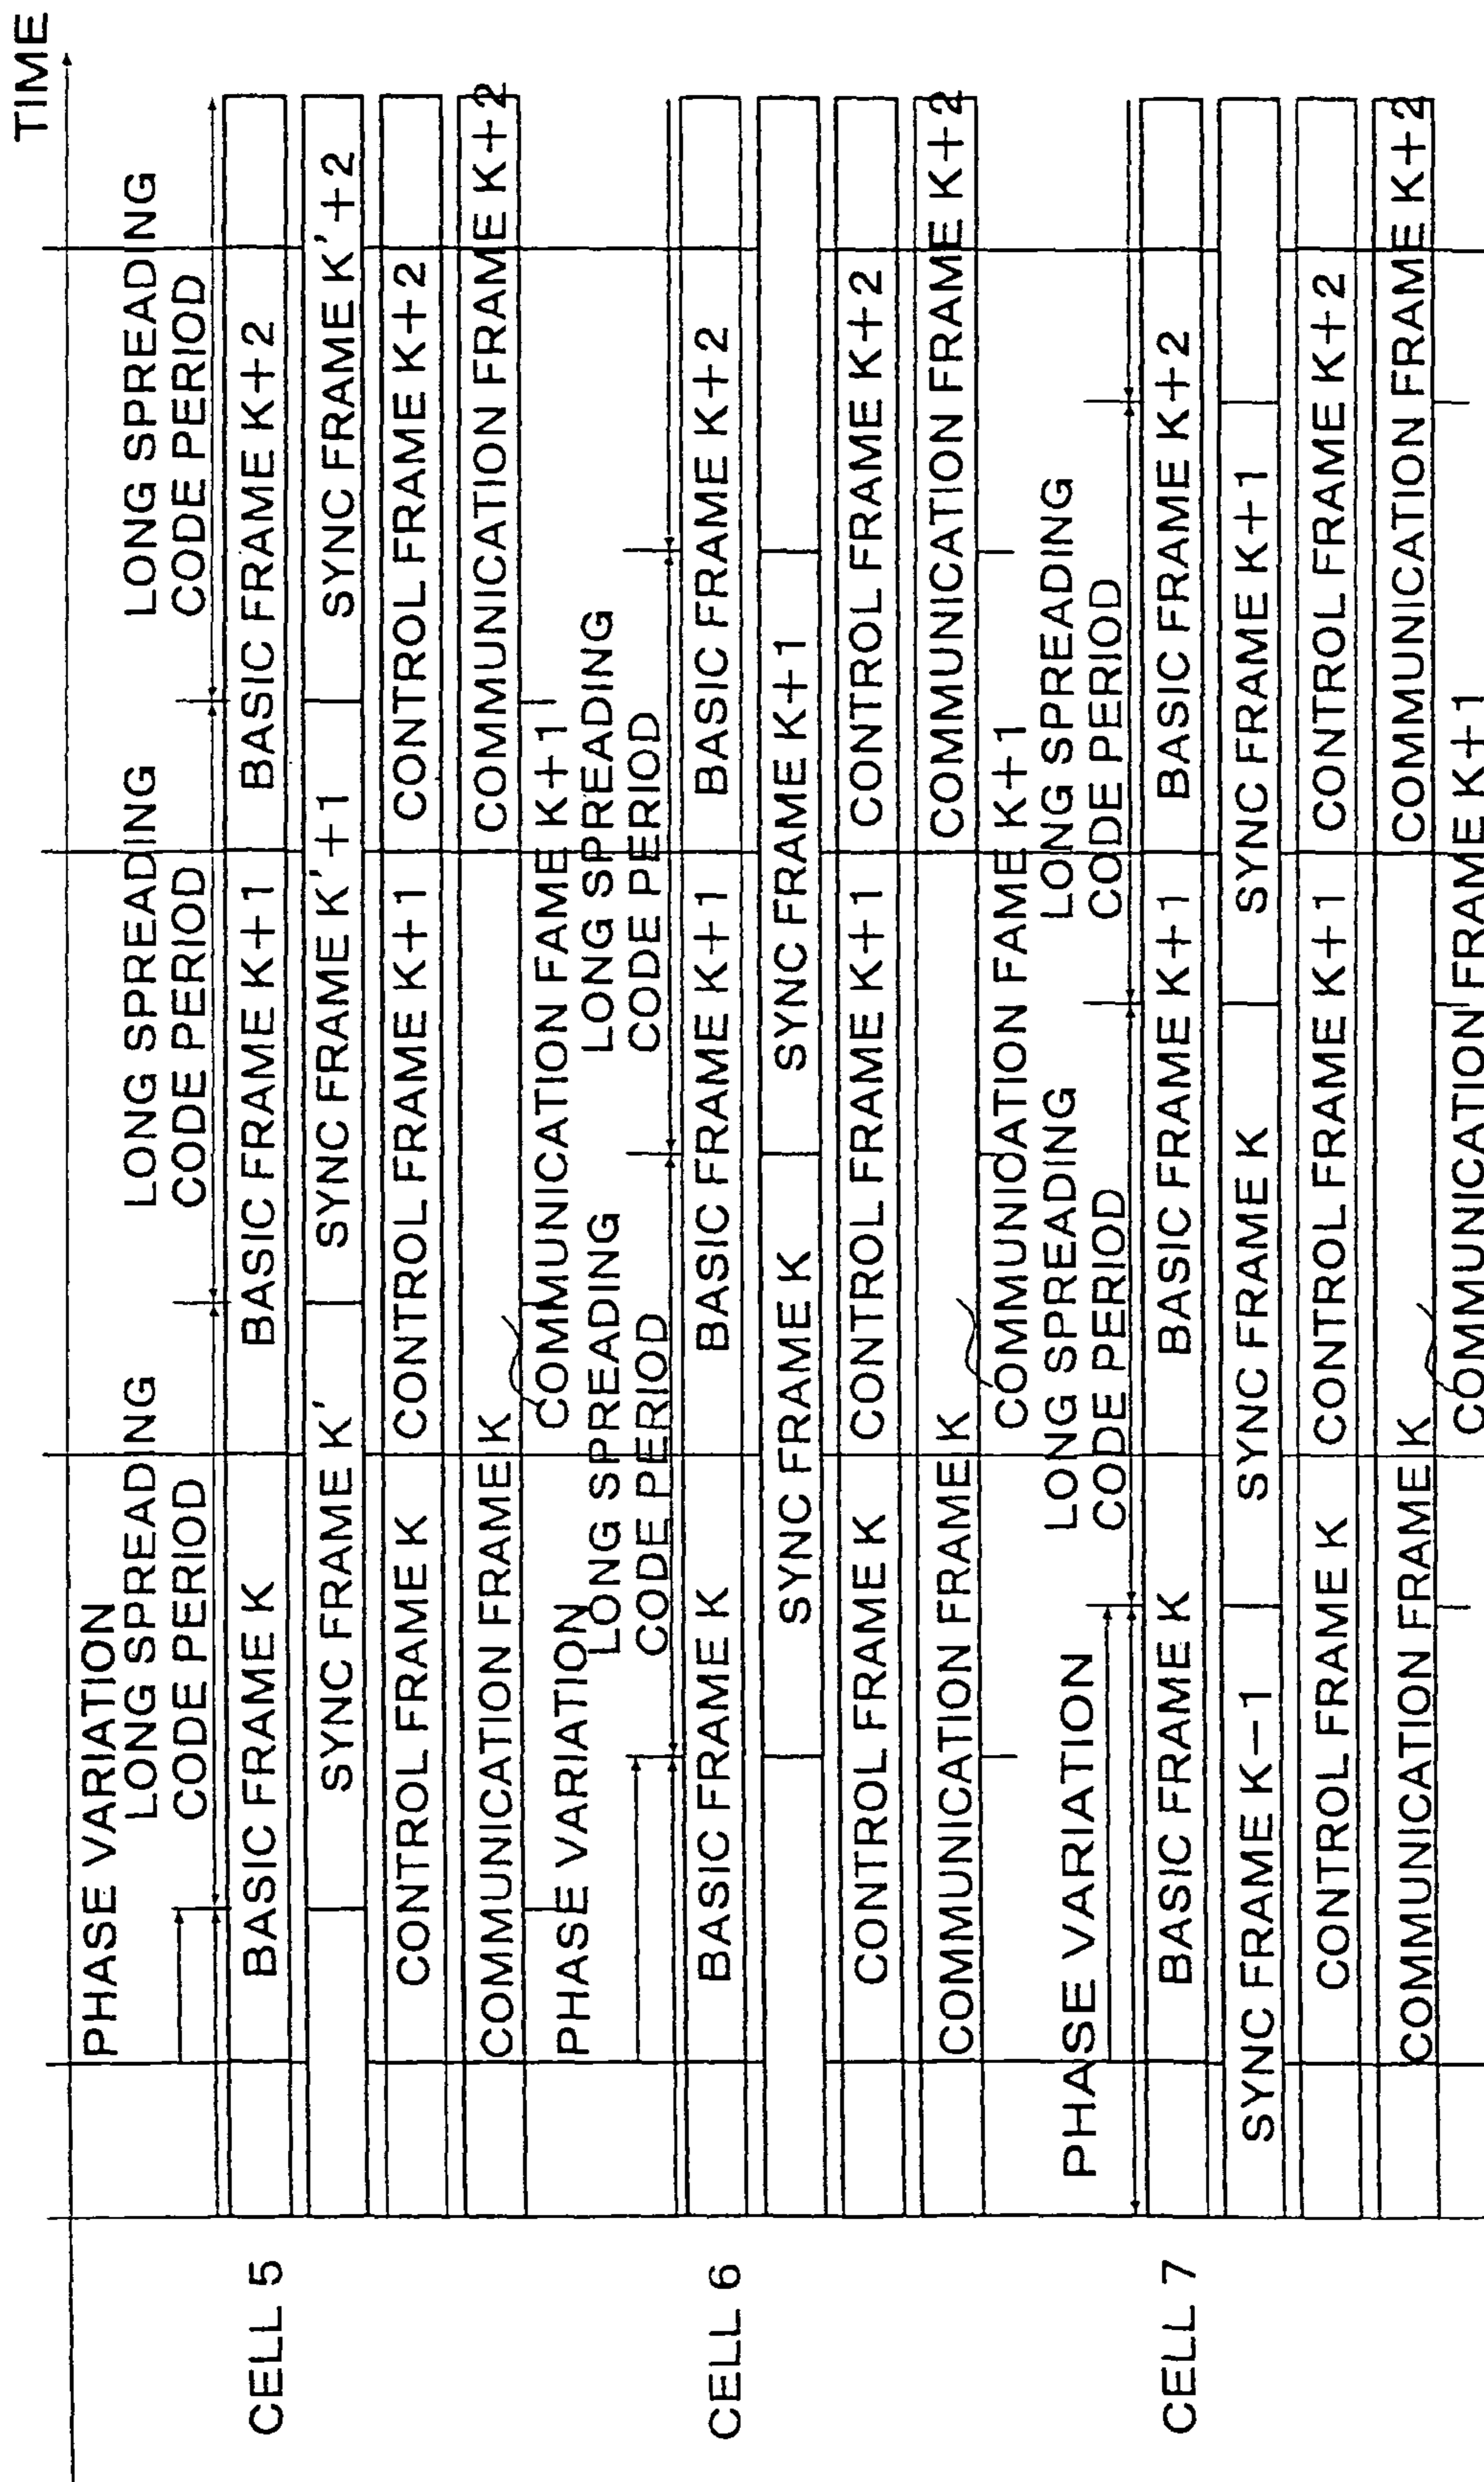 TIME
PHASE VARIATION
LONG SPREADING
CODE PERIOD
LONG SPREADING
CODE PERIOD
LONG SPREADING
CODE PERIOD
CELL 5
BASIC FRAME K
BASIC FRAME K+1
BASIC FRAME K+2
SYNC FRAME K'
SYNC FRAME K'+1
SYNC FRAME K'+2
CONTROL FRAME K
CONTROL FRAME K+1
CONTROL FRAME K+2
COMMUNICATION FRAME K
COMMUNICATION FRAME K+2
COMMUNICATION FAME K+1
PHASE VARIATION
LONG SPREADING
CODE PERIOD
LONG SPREADING
CODE PERIOD
CELL 6
BASIC FRAME K
BASIC FRAME K+1
BASIC FRAME K+2
SYNC FRAME K
SYNC FRAME K+1
CONTROL FRAME K
CONTROL FRAME K+1
CONTROL FRAME K+2
COMMUNICATION FRAME K
COMMUNICATION FRAME K+2
COMMUNICATION FAME K+1
PHASE VARIATION
LONG SPREADING
CODE PERIOD
LONG SPREADING
CODE PERIOD
CELL 7
BASIC FRAME K
BASIC FRAME K+1
BASIC FRAME K+2
SYNC FRAME K−1
SYNC FRAME K
SYNC FRAME K+1
CONTROL FRAME K
CONTROL FRAME K+1
CONTROL FRAME K+2
COMMUNICATION FRAME K
COMMUNICATION FRAME K+2
COMMUNICATION FRAME K+1